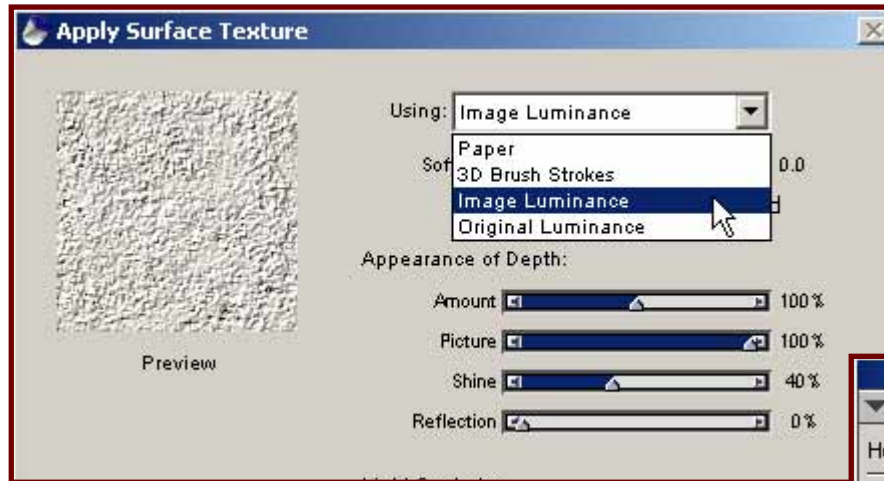 Apply Surface Texture
Using: Image Luminance
Paper
Sof 0.0
3D Brush Strokes
Image Luminance
Original Luminance
Appearance of Depth:
Amount 100%
Picture 100%
Preview
Shine 40%
Reflection 0%